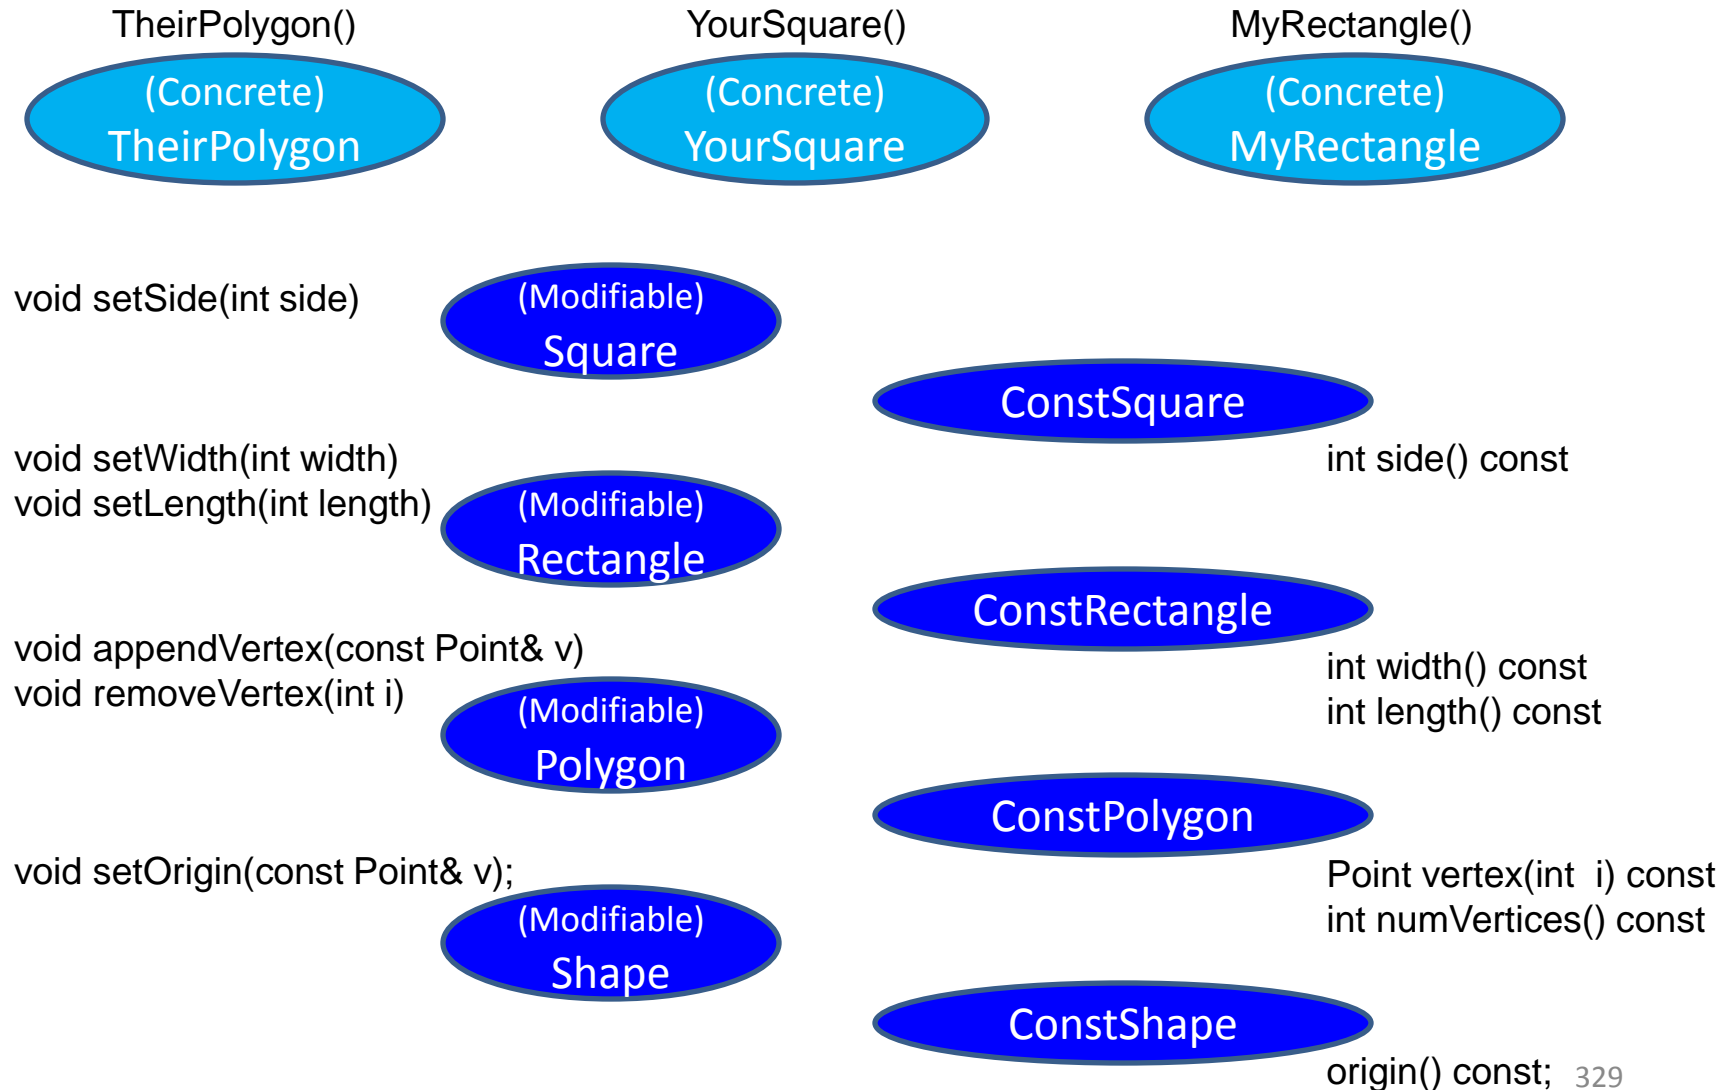 TheirPolygon()
YourSquare()
MyRectangle()
(Concrete)
TheirPolygon
(Concrete)
YourSquare
(Concrete)
MyRectangle
void setSide(int side)
(Modifiable)
Square
ConstSquare
int side() const
void setWidth(int width)
void setLength(int length)
(Modifiable)
Rectangle
ConstRectangle
int width() const
int length() const
void appendVertex(const Point& v)
void removeVertex(int i)
(Modifiable)
Polygon
ConstPolygon
Point vertex(int i) const
int numVertices() const
void setOrigin(const Point& v);
(Modifiable)
Shape
ConstShape
origin() const;
329